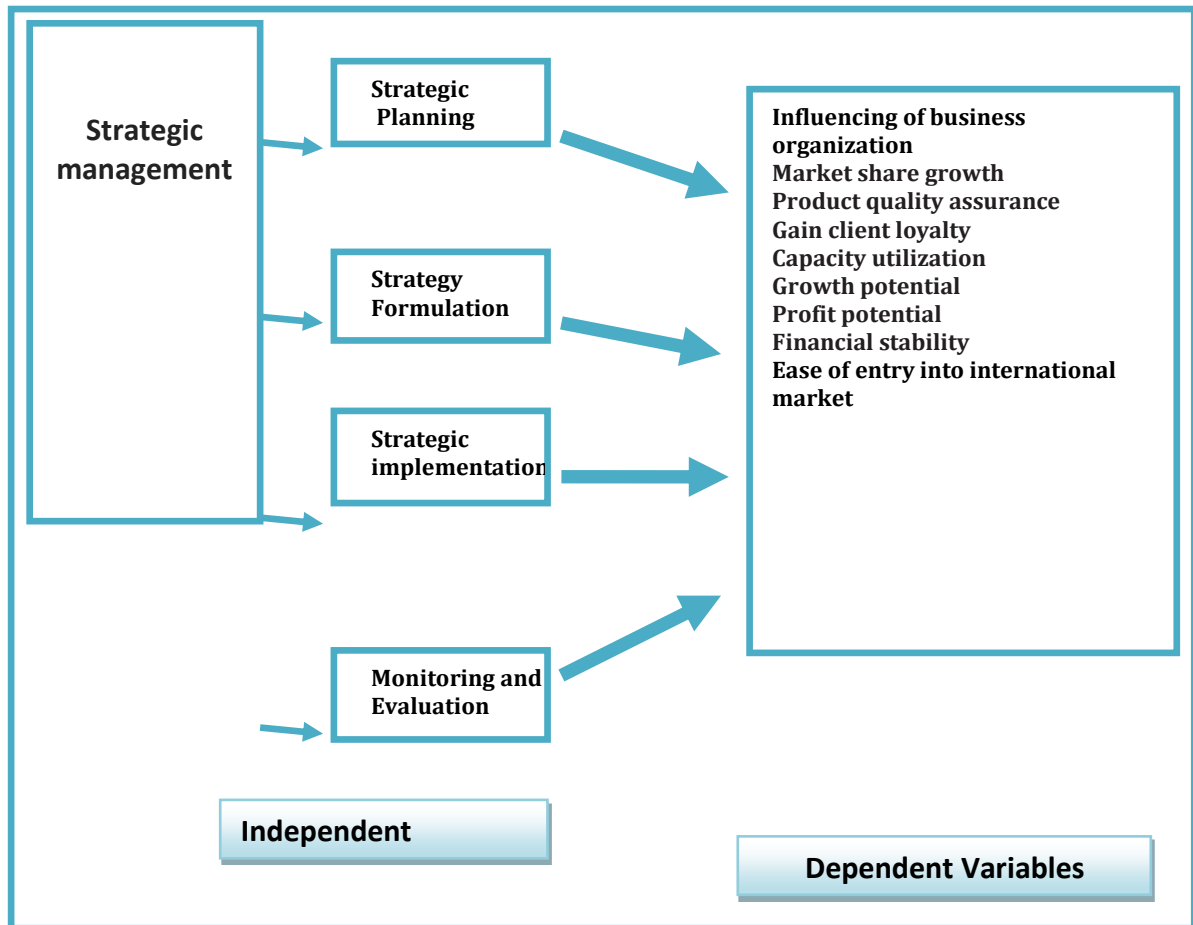 Strategic
management
Strategic
Planning
Strategy
Formulation
Strategic
implementation
Monitoring and
Evaluation
Influencing of business
organization
Market share growth
Product quality assurance
Gain client loyalty
Capacity utilization
Growth potential
Profit potential
Financial stability
Ease of entry into international
market
Independent
Dependent Variables